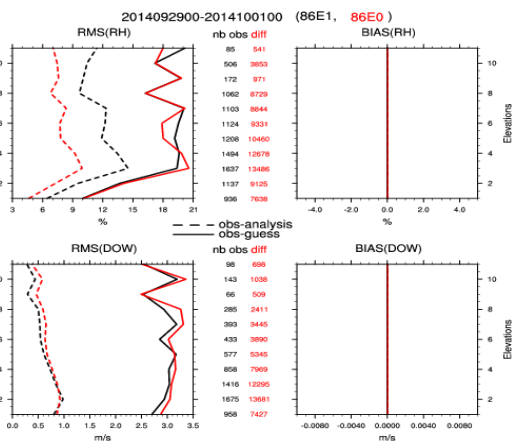 2014092900-2014100100 (86E1, 86E0 )
RMS(RH) nb obs diff BIAS(RH)
85 541
506 3853
172 971
1062 8729
1103 8844
1124 9331
1208 10460
1494 12678
1637 13486
1137 9125
936 7638
10
8
6
4
2
Elevations
3 6 9 12 15 18 21
%
-4.0 -2.0 0.0 2.0 4.0
%
obs-analysis
obs-guess
RMS(DOW) nb obs diff BIAS(DOW)
98 698
143 1038
66 509
285 2411
393 3445
433 3890
577 5345
858 7969
1416 12295
1675 13681
958 7427
10
8
6
4
2
Elevations
0.0 0.5 1.0 1.5 2.0 2.5 3.0 3.5
m/s
-0.0080 -0.0040 0.0000 0.0040 0.0080
m/s